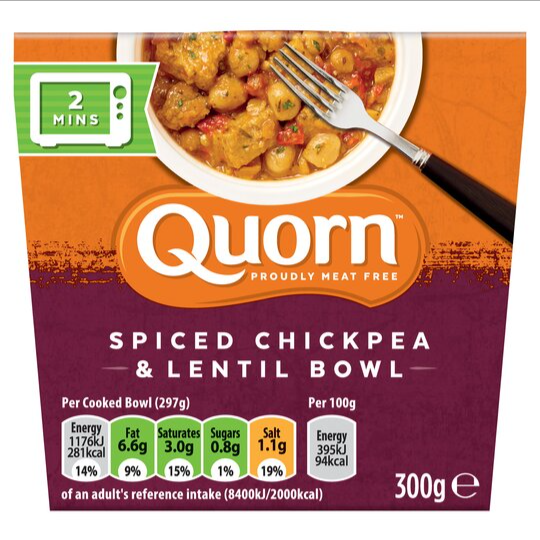 2
MINS
Quorn™
PROUDLY MEAT FREE
SPICED CHICKPEA
& LENTIL BOWL
Per Cooked Bowl (297g)
Per 100g
Energy
1176kJ
281kcal
14%
Fat
6.6g
9%
Saturates
3.0g
15%
Sugars
0.8g
1%
Salt
1.1g
19%
Energy
395kJ
94kcal
of an adult's reference intake (8400kJ/2000kcal)
300g ℮